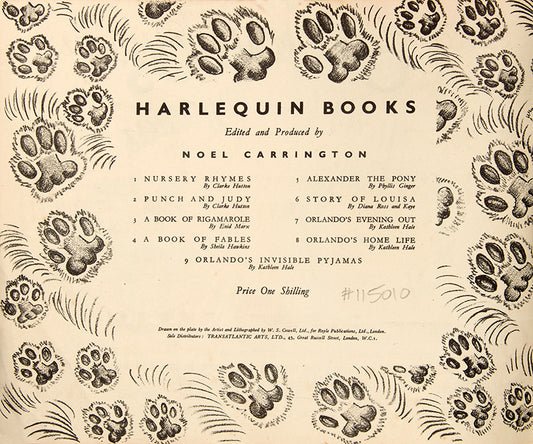 HARLEQUIN BOOKS
Edited and Produced by
NOEL CARRINGTON
1 NURSERY RHYMES
By Clarke Hutton
2 PUNCH AND JUDY
By Clarke Hutton
3 A BOOK OF RIGAMAROLE
By Enid Marx
4 A BOOK OF FABLES
By Sheila Hawkins
5 ALEXANDER THE PONY
By Phyllis Ginger
6 STORY OF LOUISA
By Diana Ross and Kaye
7 ORLANDO'S EVENING OUT
By Kathleen Hale
8 ORLANDO'S HOME LIFE
By Kathleen Hale
9 ORLANDO'S INVISIBLE PYJAMAS
By Kathleen Hale
Price One Shilling
#115010
Drawn on the plate by the Artist and Lithographed by W. S. Cowell, Ltd., for Royle Publications, Ltd., London.
Sole Distributors : TRANSATLANTIC ARTS, LTD., 45, Great Russell Street, London, W.C.1.